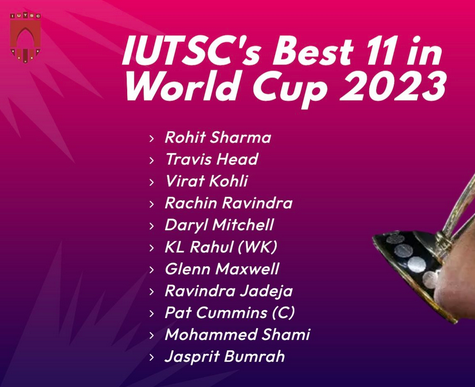 IUTSC
IUTSC's Best 11 in
World Cup 2023
› Rohit Sharma
› Travis Head
› Virat Kohli
› Rachin Ravindra
› Daryl Mitchell
› KL Rahul (WK)
› Glenn Maxwell
› Ravindra Jadeja
› Pat Cummins (C)
› Mohammed Shami
› Jasprit Bumrah